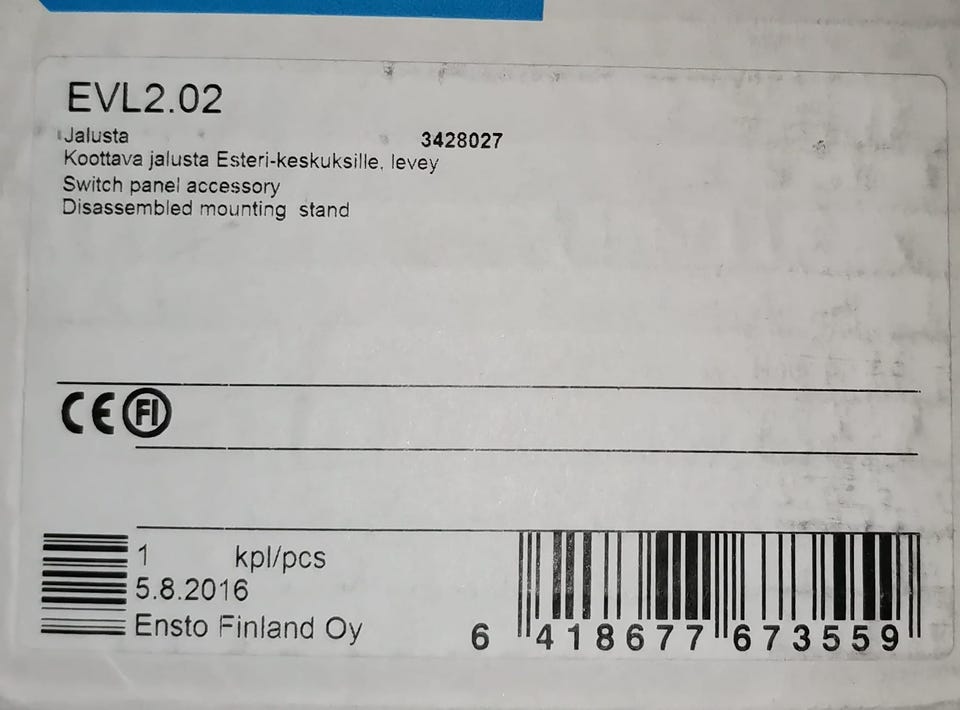 EVL2.02
Jalusta 3428027
Koottava jalusta Esteri-keskuksille, levey
Switch panel accessory
Disassembled mounting stand
CE FI
1 kpl/pcs
5.8.2016
Ensto Finland Oy
6 418677 673559